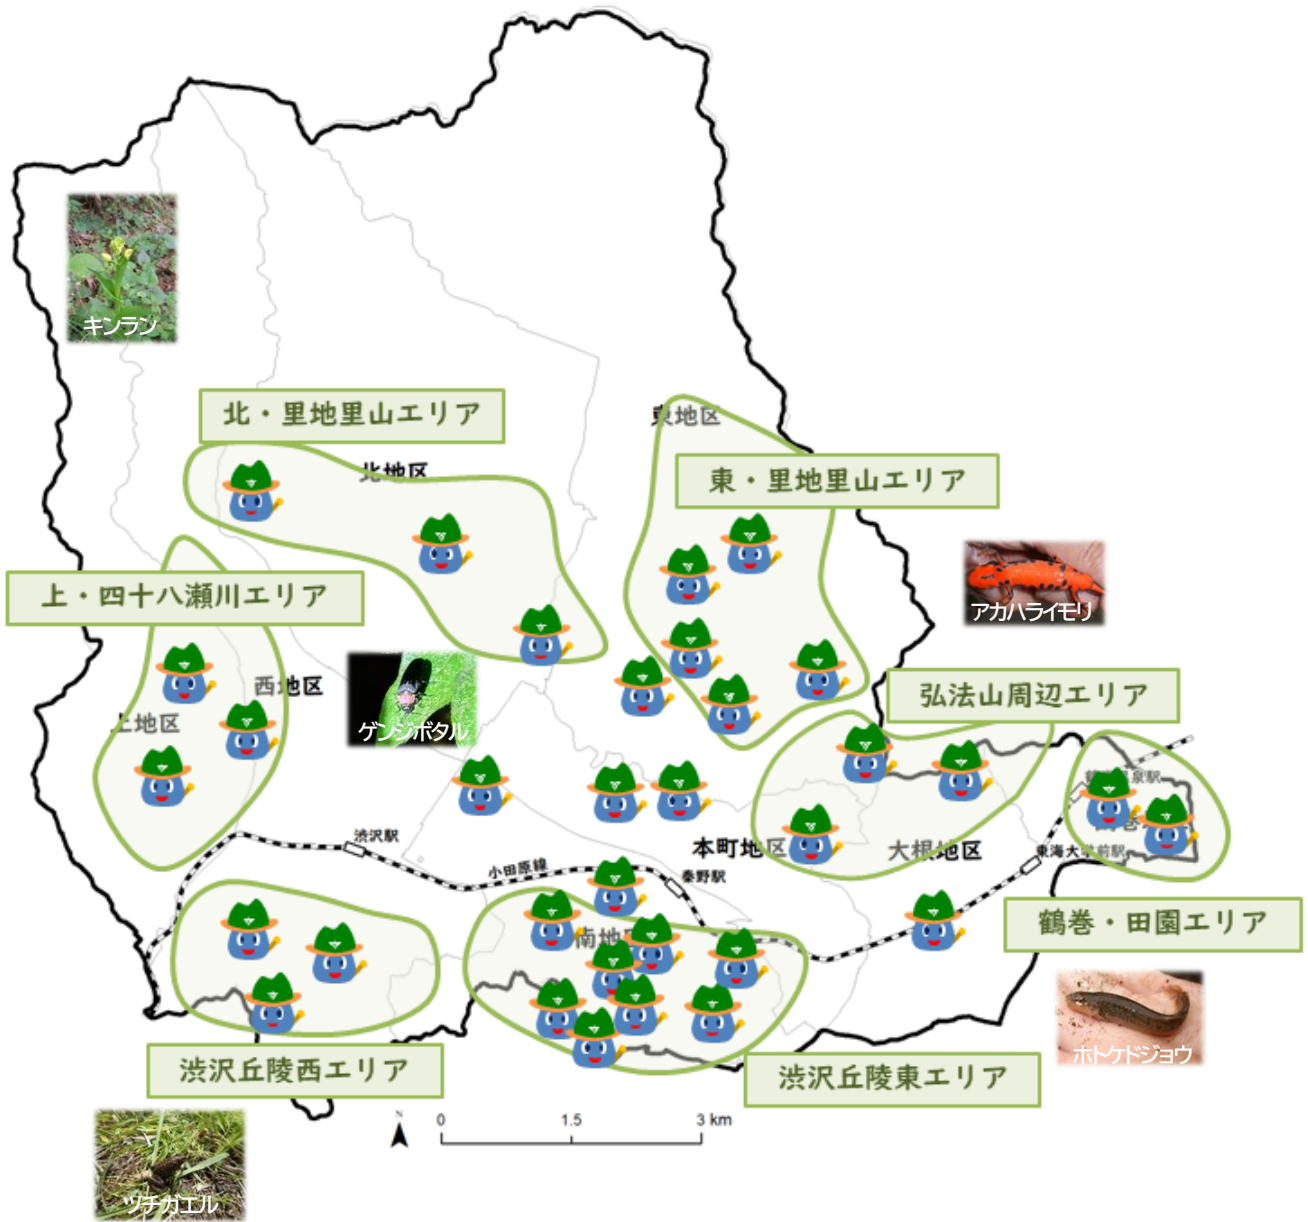 キンラン
北・里地里山エリア
東地区
北地区
東・里地里山エリア
アカハライモリ
上・四十八瀬川エリア
西地区
弘法山周辺エリア
上地区
ゲンジボタル
渋沢駅
小田原線
秦野駅
本町地区
大根地区
東海大学前駅
南地区
鶴巻・田園エリア
ホトケドジョウ
渋沢丘陵西エリア
渋沢丘陵東エリア
N
0
1.5
3 km
ツチガエル